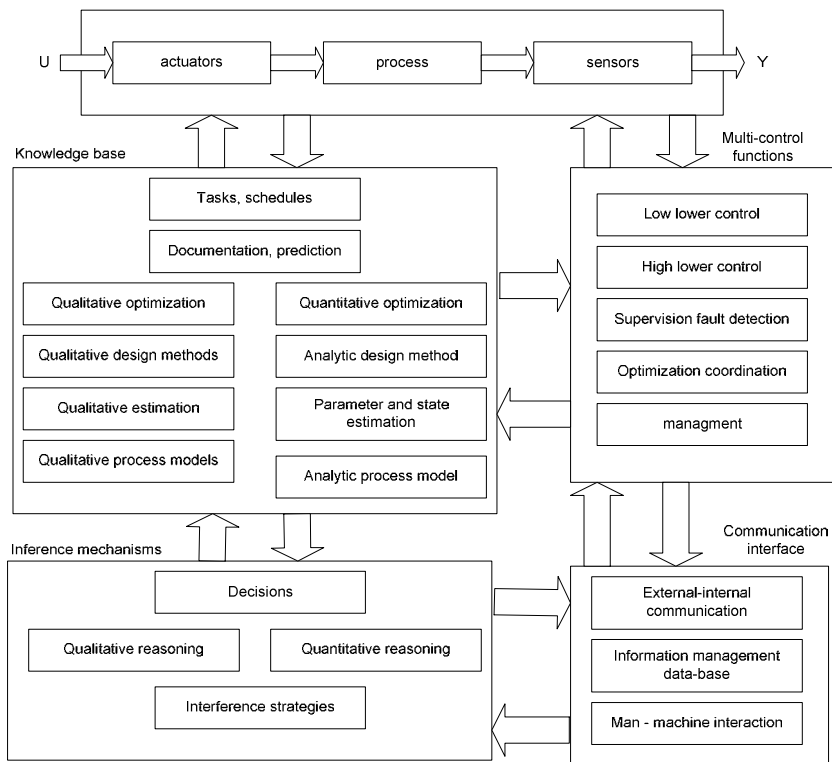 U
actuators
process
sensors
Y
Knowledge base
Tasks, schedules
Documentation, prediction
Qualitative optimization
Quantitative optimization
Qualitative design methods
Analytic design method
Qualitative estimation
Parameter and state
estimation
Qualitative process models
Analytic process model
Multi-control
functions
Low lower control
High lower control
Supervision fault detection
Optimization coordination
managment
Inference mechanisms
Decisions
Qualitative reasoning
Quantitative reasoning
Interference strategies
Communication
interface
External-internal
communication
Information management
data-base
Man - machine interaction